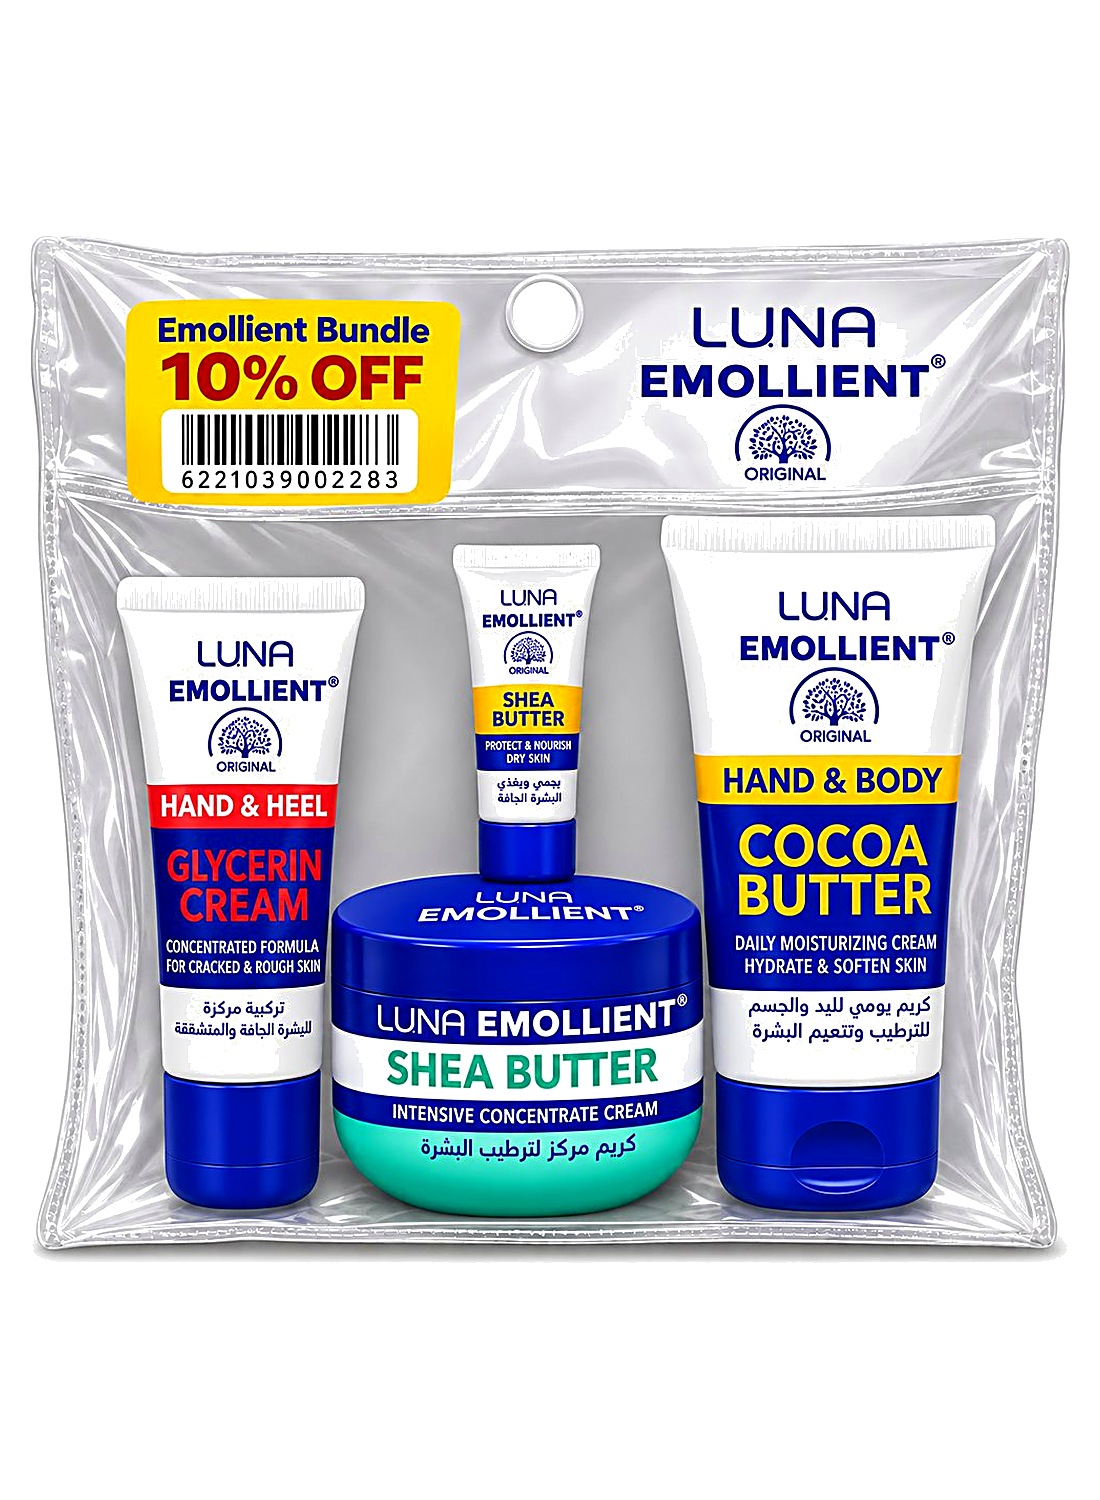 Emollient Bundle
10% OFF
6221039002283
LUNA
EMOLLIENT®
ORIGINAL
LUNA
EMOLLIENT®
ORIGINAL
HAND & HEEL
GLYCERIN
CREAM
CONCENTRATED FORMULA
FOR CRACKED & ROUGH SKIN
تركيبة مركزة
للبشرة الجافة والمتشققة
LUNA
EMOLLIENT®
ORIGINAL
SHEA
BUTTER
PROTECT & NOURISH
DRY SKIN
يحمي ويغذي
البشرة الجافة
LUNA
EMOLLIENT®
LUNA EMOLLIENT®
SHEA BUTTER
INTENSIVE CONCENTRATE CREAM
كريم مركز لترطيب البشرة
LUNA
EMOLLIENT®
ORIGINAL
HAND & BODY
COCOA
BUTTER
DAILY MOISTURIZING CREAM
HYDRATE & SOFTEN SKIN
كريم يومي لليد والجسم
للترطيب وتنعيم البشرة